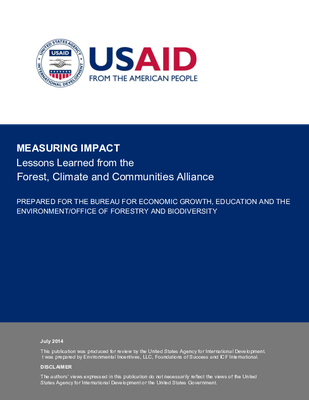 UNITED STATES AGENCY
USAID
INTERNATIONAL DEVELOPMENT
USAID
FROM THE AMERICAN PEOPLE
MEASURING IMPACT
Lessons Learned from the
Forest, Climate and Communities Alliance
PREPARED FOR THE BUREAU FOR ECONOMIC GROWTH, EDUCATION AND THE
ENVIRONMENT/OFFICE OF FORESTRY AND BIODIVERSITY
July 2014
This publication was produced for review by the United States Agency for International Development.
I was prepared by Environmental Incentives, LLC, Foundations of Success and ICF International.
DISCLAIMER
The authors' views expressed in this publication do not necessarily reflect the views of the United
States Agency for International Development or the United States Government.